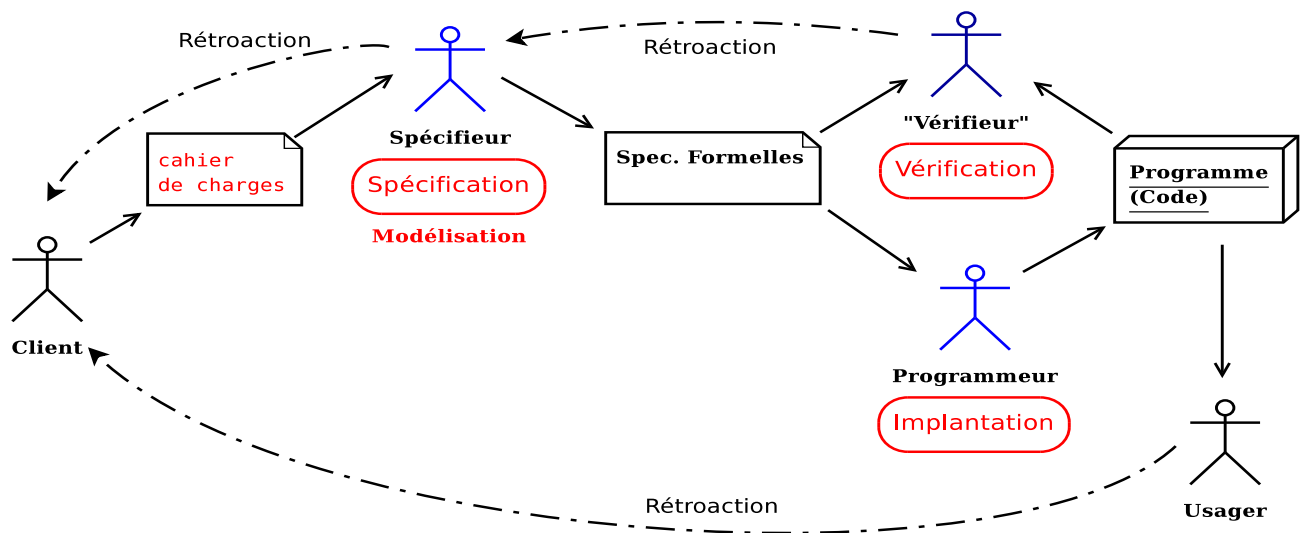 Rétroaction
Rétroaction
Spécifieur
"Vérifieur"
cahier
de charges
Spécification
Modélisation
Spec. Formelles
Vérification
Programme
(Code)
Client
Programmeur
Implantation
Rétroaction
Usager